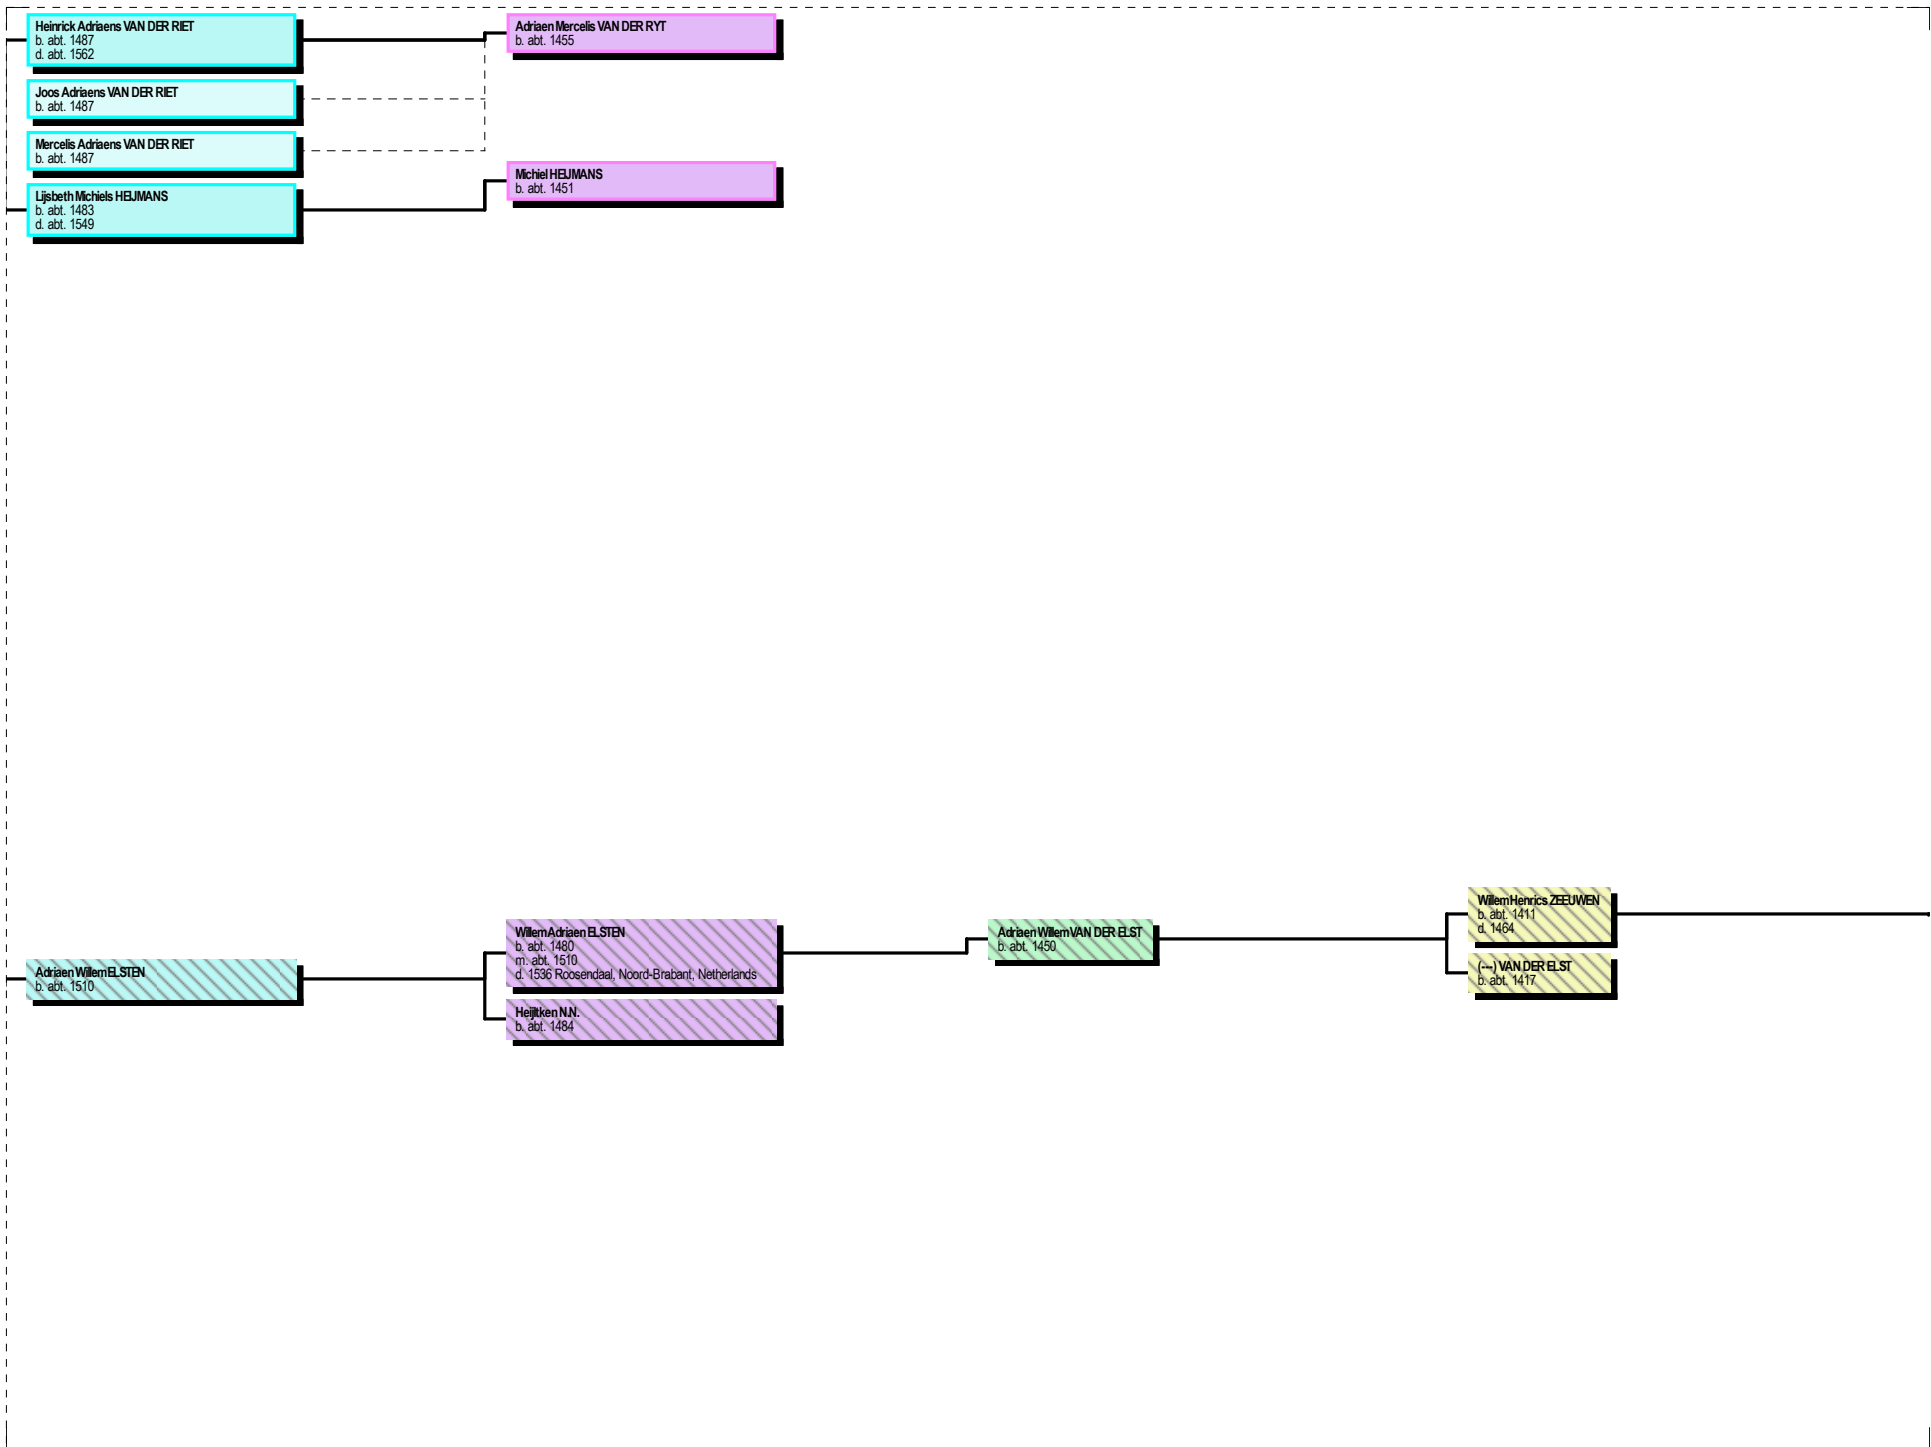 Heinrick Adriaens VAN DER RIET
b. abt. 1487
d. abt. 1562
Joos Adriaens VAN DER RIET
b. abt. 1487
Mercelis Adriaens VAN DER RIET
b. abt. 1487
Lijsbeth Michiels HEIJMANS
b. abt. 1483
d. abt. 1549
Adriaen Mercelis VAN DER RYT
b. abt. 1455
Michiel HEIJMANS
b. abt. 1451
Adriaen Willem ELSTEN
b. abt. 1510
Willem Adriaen ELSTEN
b. abt. 1480
m. abt. 1510
d. 1536 Roosendaal, Noord-Brabant, Netherlands
Heijltken N.N.
b. abt. 1484
Adriaen Willem VAN DER ELST
b. abt. 1450
Willem Henrics ZEEUWEN
b. abt. 1411
d. 1464
(---) VAN DER ELST
b. abt. 1417